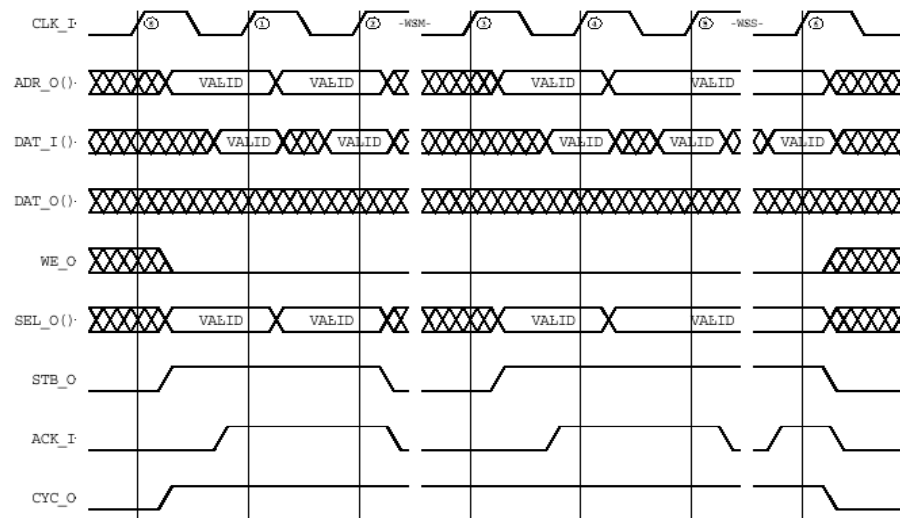 CLK_I 0 1 2 -WSM- 3 4 5 -WSS- 6
ADR_O() VALID VALID VALID VALID
DAT_I() VALID VALID VALID VALID VALID
DAT_O()
WE_O
SEL_O() VALID VALID VALID VALID
STB_O
ACK_I
CYC_O